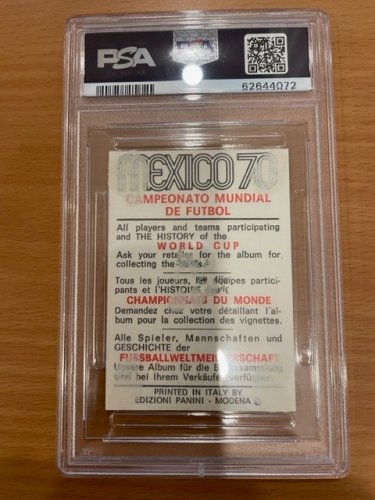 PSA
PSA
62644072
MEXICO 70
CAMPEONATO MUNDIAL
DE FUTBOL
All players and teams participating
and THE HISTORY of the
WORLD CUP
Ask your retailer for the album for
collecting the
Tous les joueurs, les équipes partici-
pants et l'HISTOIRE
CHAMPIONNATS DU MONDE
Demandez chez votre détaillant l'al-
bum pour la collection des vignettes.
Alle Spieler, Mannschaften und
GESCHICHTE der
FUSSBALLWELTMEISTERSCHAFT
Unsere Album für die
bei Ihrem Verkäufer
PRINTED IN ITALY BY
EDIZIONI PANINI - MODENA